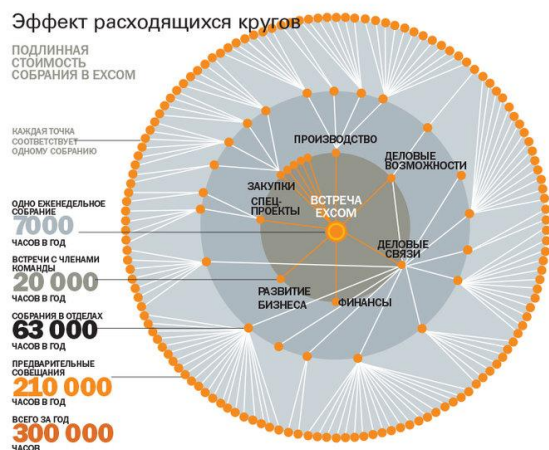 Эффект расходящихся кругов
ПОДЛИННАЯ
СТОИМОСТЬ
СОБРАНИЯ В EXCOM
КАЖДАЯ ТОЧКА
СООТВЕТСТВУЕТ
ОДНОМУ СОБРАНИЮ
ПРОИЗВОДСТВО
ДЕЛОВЫЕ
ВОЗМОЖНОСТИ
ЗАКУПКИ
СПЕЦ-
ПРОЕКТЫ
ВСТРЕЧА
EXCOM
ДЕЛОВЫЕ
СВЯЗИ
РАЗВИТИЕ
БИЗНЕСА
ФИНАНСЫ
ОДНО ЕЖЕНЕДЕЛЬНОЕ
СОБРАНИЕ
7000
ЧАСОВ В ГОД
ВСТРЕЧИ С ЧЛЕНАМИ
КОМАНДЫ
20 000
ЧАСОВ В ГОД
СОБРАНИЯ В ОТДЕЛАХ
63 000
ЧАСОВ В ГОД
ПРЕДВАРИТЕЛЬНЫЕ
СОВЕЩАНИЯ
210 000
ЧАСОВ В ГОД
ВСЕГО ЗА ГОД
300 000
ЧАСОВ